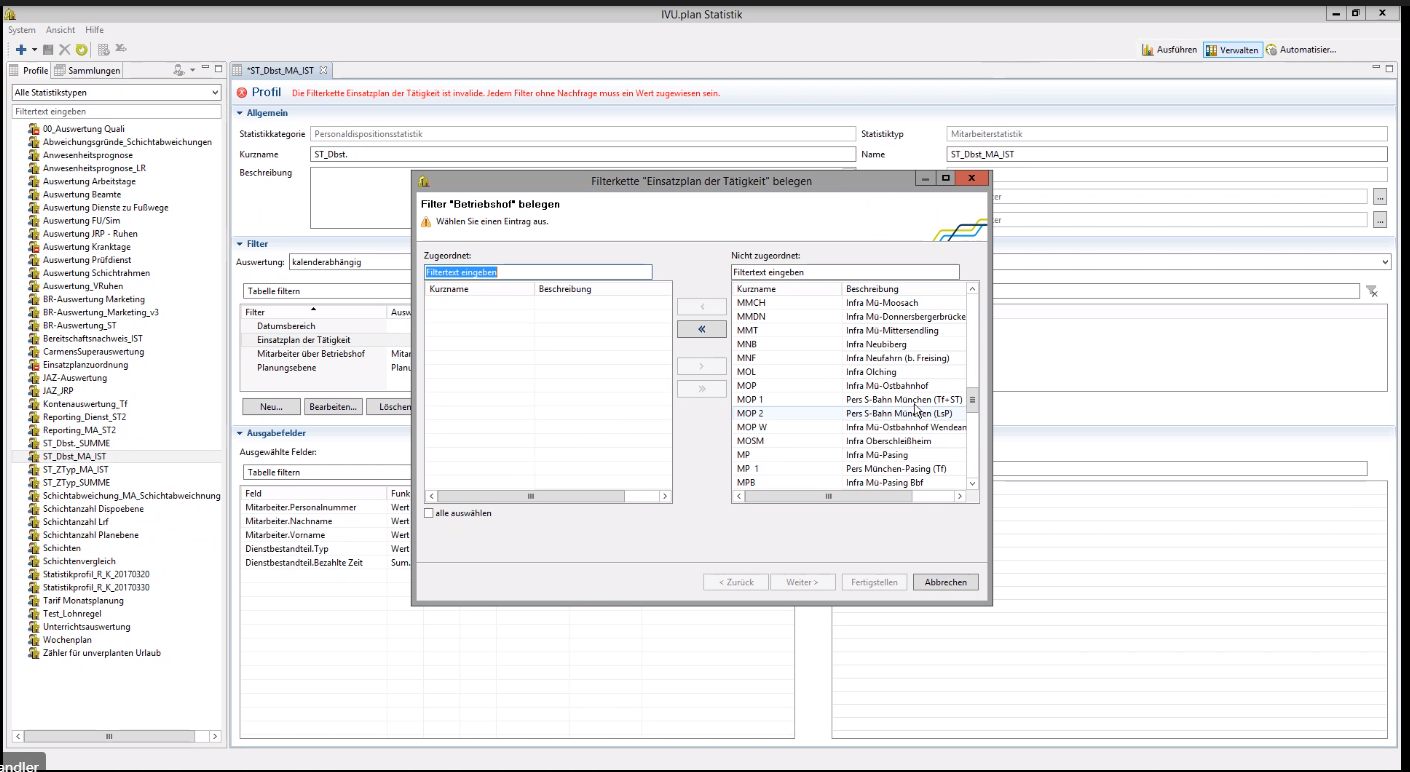 IVU.plan Statistik
System Ansicht Hilfe
Ausführen Verwalten Automatisier...
Profile Sammlungen
*ST_Dbst_MA_IST
Alle Statistiktypen
Filtertext eingeben
00_Auswertung Quali
Abweichungsgründe_Schichtabweichungen
Anwesenheitsprognose
Anwesenheitsprognose_LR
Auswertung Arbeitstage
Auswertung Beamte
Auswertung Dienste zu Fußwege
Auswertung FU/Sim
Auswertung JRP - Ruhen
Auswertung Kranktage
Auswertung Prüfdienst
Auswertung Schichtrahmen
Auswertung_VRuhen
BR-Auswertung Marketing
BR-Auswertung_Marketing_v3
BR-Auswertung_ST
Bereitschaftsnachweis_IST
CarmensSuperauswertung
Einsatzplanzuordnung
JAZ-Auswertung
JAZ_JRP
Kontenauswertung_Tf
Reporting_Dienst_ST2
Reporting_MA_ST2
ST_Dbst._SUMME
ST_Dbst_MA_IST
ST_ZTyp_MA_IST
ST_ZTyp_SUMME
Schichtabweichung_MA_Schichtabweichnung
Schichtanzahl Dispoebene
Schichtanzahl Lrf
Schichtanzahl Planebene
Schichten
Schichtenvergleich
Statistikprofil_R_K_20170320
Statistikprofil_R_K_20170330
Tarif Monatsplanung
Test_Lohnregel
Unterrichtsauswertung
Wochenplan
Zähler für unverplanten Urlaub
andler
Profil Die Filterkette Einsatzplan der Tätigkeit ist invalide. Jedem Filter ohne Nachfrage muss ein Wert zugewiesen sein.
Allgemein
Statistikkategorie Personaldispositionsstatistik Statistiktyp Mitarbeiterstatistik
Kurzname ST_Dbst. Name ST_Dbst_MA_IST
Beschreibung
ter ...
ter ...
Filter
Auswertung: kalenderabhängig
Tabelle filtern
Filter Ausw
Datumsbereich
Einsatzplan der Tätigkeit
Mitarbeiter über Betriebshof Mitar
Planungsebene Planu
Neu... Bearbeiten... Löschen
Ausgabefelder
Ausgewählte Felder:
Tabelle filtern
Feld Funk
Mitarbeiter.Personalnummer Wert
Mitarbeiter.Nachname Wert
Mitarbeiter.Vorname Wert
Dienstbestandteil.Typ Wert
Dienstbestandteil.Bezahlte Zeit Sum.
Filterkette "Einsatzplan der Tätigkeit" belegen
Filter "Betriebshof" belegen
Wählen Sie einen Eintrag aus.
Zugeordnet:
Filtertext eingeben
Kurzname Beschreibung
alle auswählen
Nicht zugeordnet:
Filtertext eingeben
Kurzname Beschreibung
MMCH Infra Mü-Moosach
MMDN Infra Mü-Donnersbergerbrücke
MMT Infra Mü-Mittersendling
MNB Infra Neubiberg
MNF Infra Neufahrn (b. Freising)
MOL Infra Olching
MOP Infra Mü-Ostbahnhof
MOP 1 Pers S-Bahn München (Tf+ST)
MOP 2 Pers S-Bahn München (LsP)
MOP W Infra Mü-Ostbahnhof Wendean
MOSM Infra Oberschleißheim
MP Infra Mü-Pasing
MP 1 Pers München-Pasing (Tf)
MPB Infra Mü-Pasing Bbf
< Zurück Weiter > Fertigstellen Abbrechen